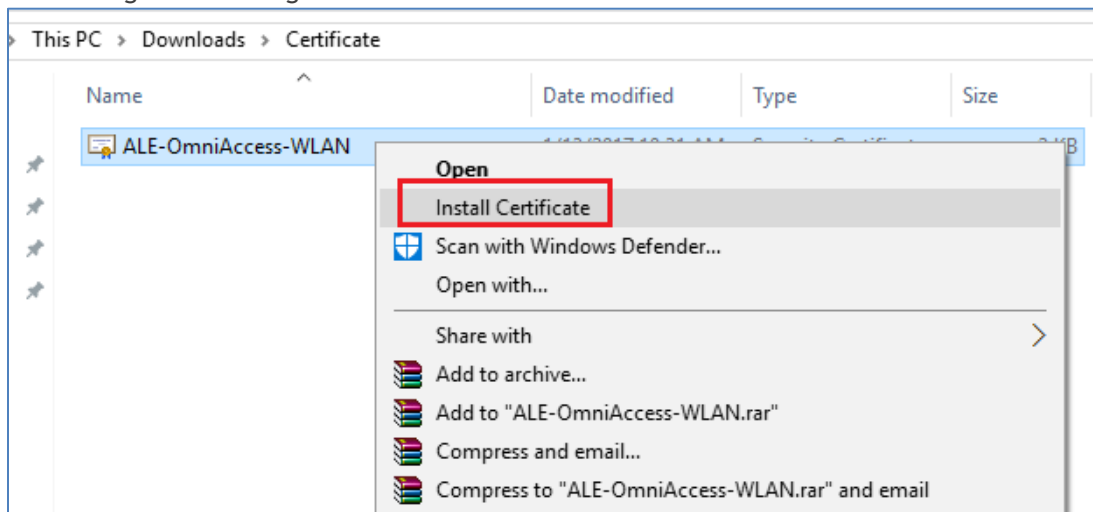 This PC > Downloads > Certificate
Name Date modified Type Size
ALE-OmniAccess-WLAN
Open
Install Certificate
Scan with Windows Defender...
Open with...
Share with
Add to archive...
Add to "ALE-OmniAccess-WLAN.rar"
Compress and email...
Compress to "ALE-OmniAccess-WLAN.rar" and email